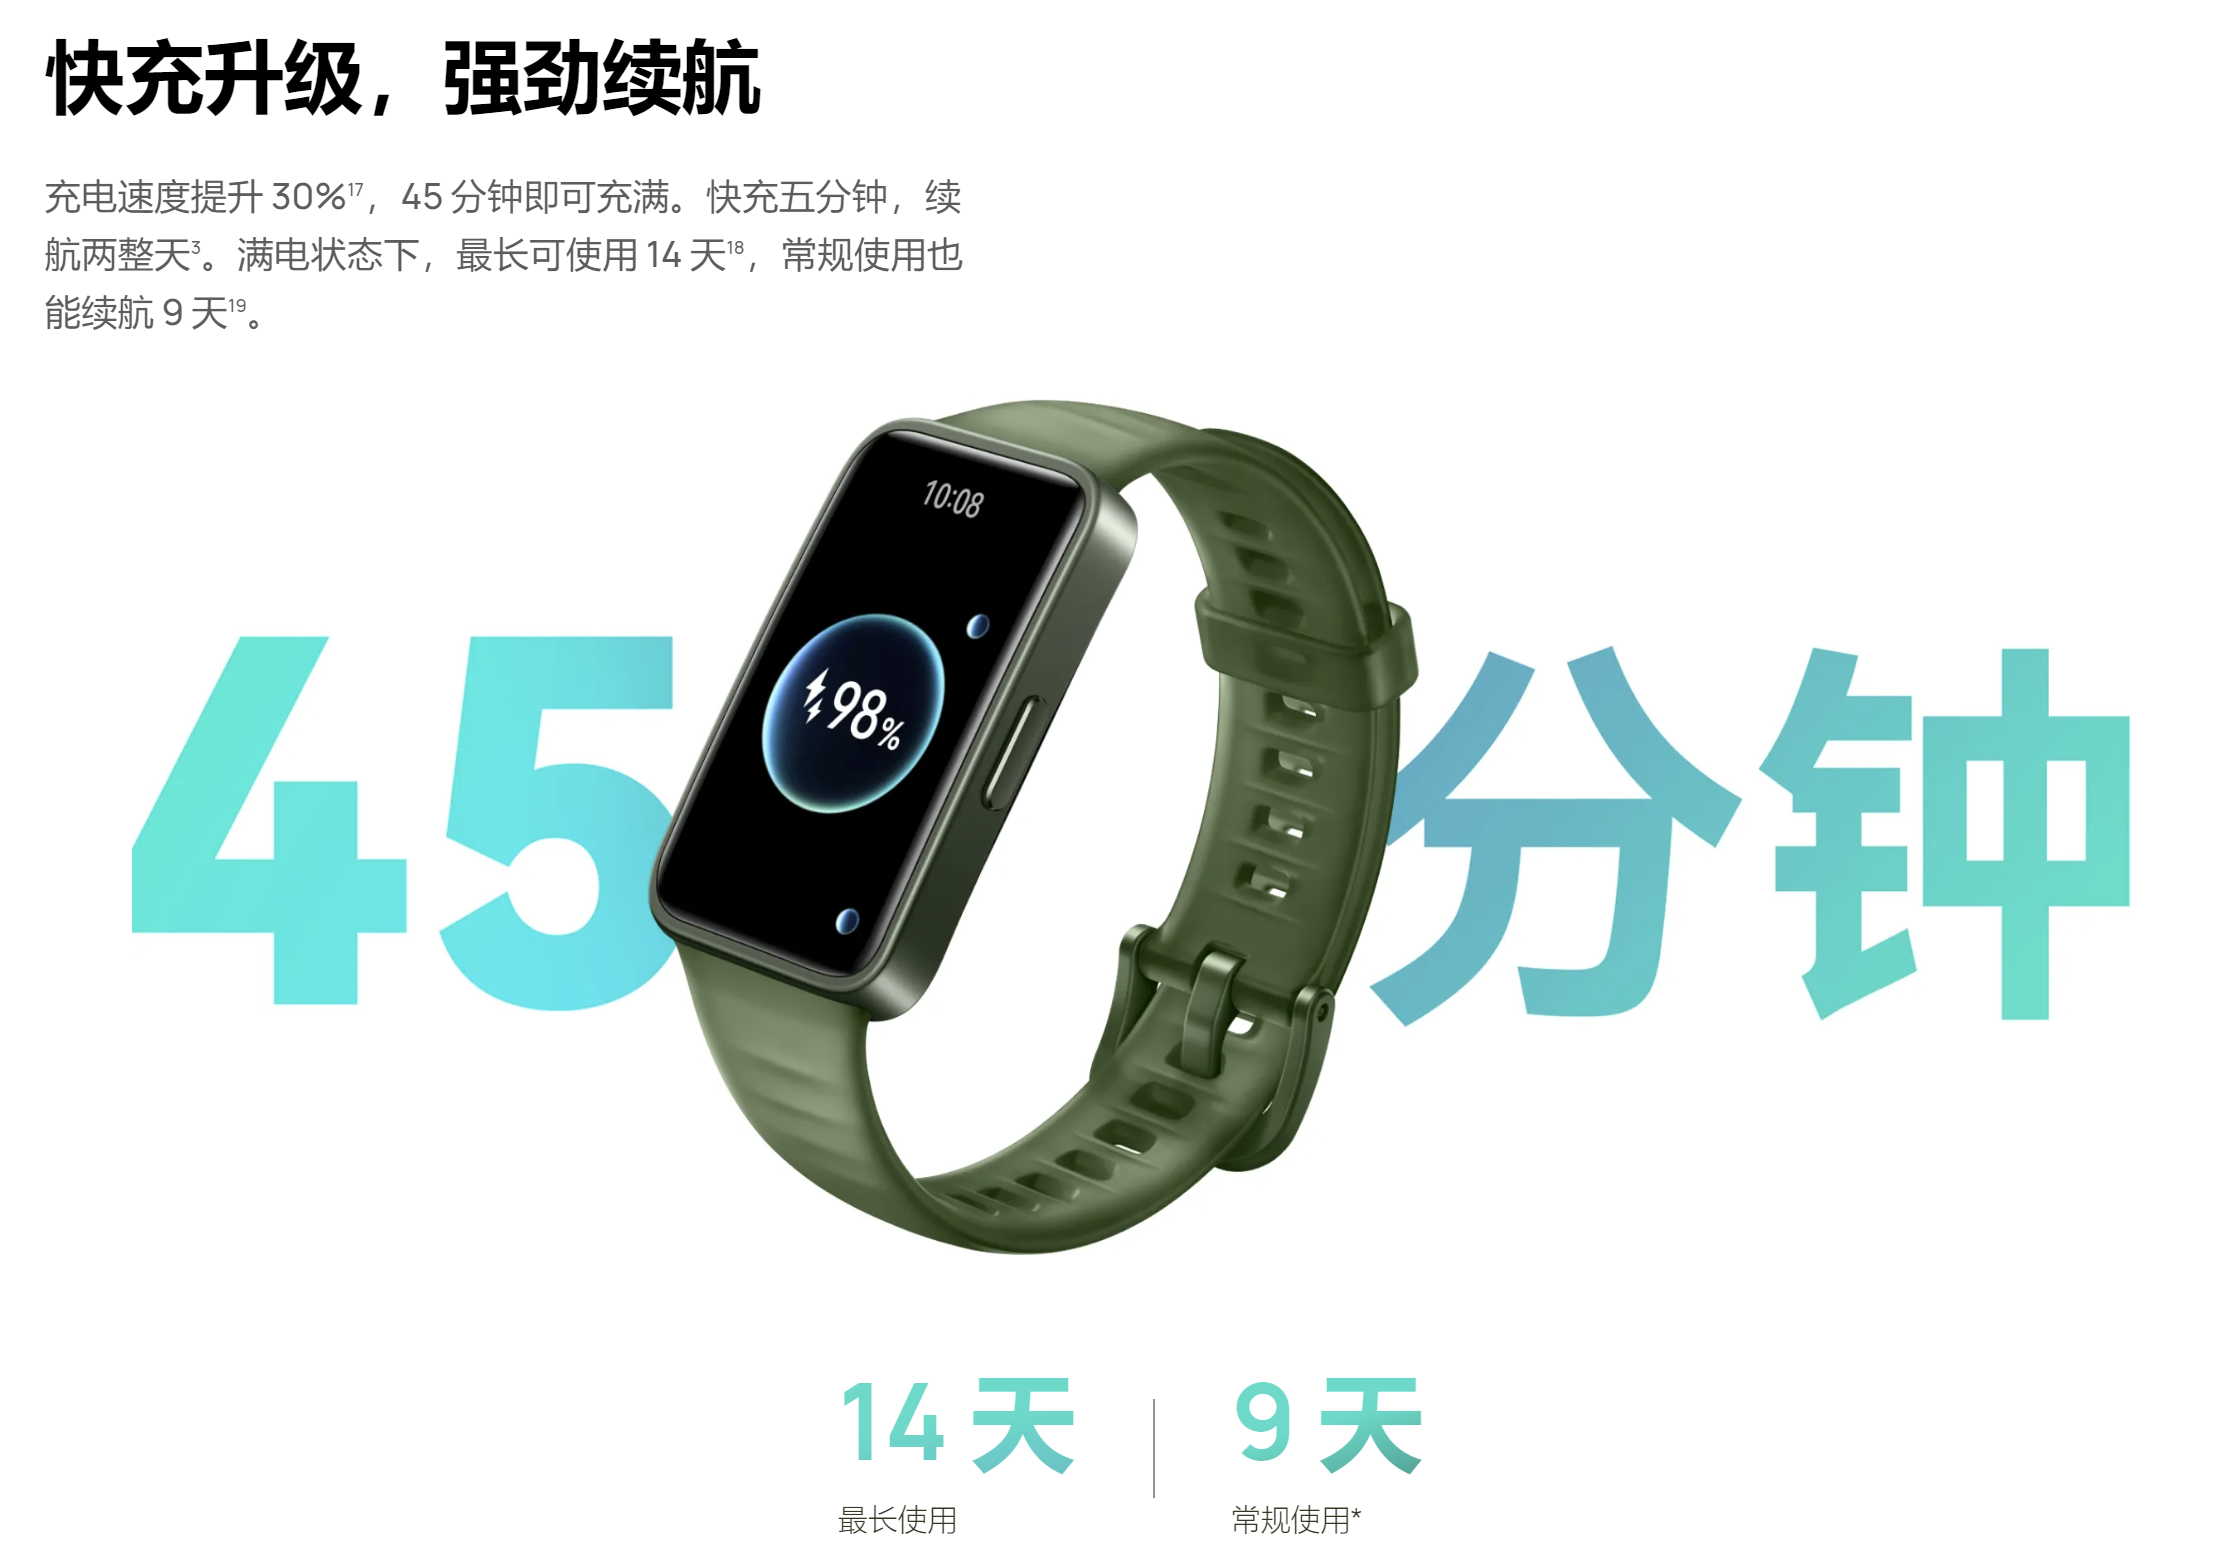 快充升级，强劲续航
充电速度提升 30%17，45 分钟即可充满。快充五分钟，续
航两整天3。满电状态下，最长可使用 14 天18，常规使用也
能续航 9 天19。
10:08
98%
45分钟
14 天
最长使用
9 天
常规使用*